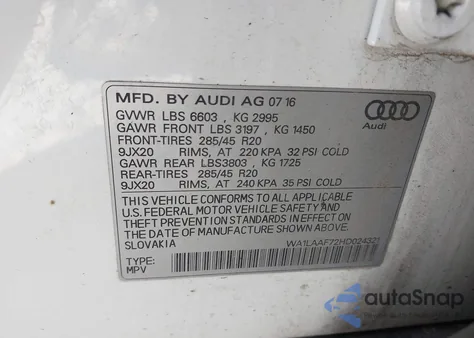 MFD. BY AUDI AG 07 16
GVWR LBS 6603 , KG 2995
GAWR FRONT LBS 3197 , KG 1450
FRONT-TIRES 285/45 R20
9JX20 RIMS, AT 220 KPA 32 PSI COLD
GAWR REAR LBS3803 , KG 1725
REAR-TIRES 285/45 R20
9JX20 RIMS, AT 240 KPA 35 PSI COLD
THIS VEHICLE CONFORMS TO ALL APPLICABLE
U.S. FEDERAL MOTOR VEHICLE SAFETY AND
THEFT PREVENTION STANDARDS IN EFFECT ON
THE DATE OF MANUFACTURE SHOWN ABOVE.
SLOVAKIA
WA1LAAF72HD024321
TYPE:
MPV
Audi
autoSnap